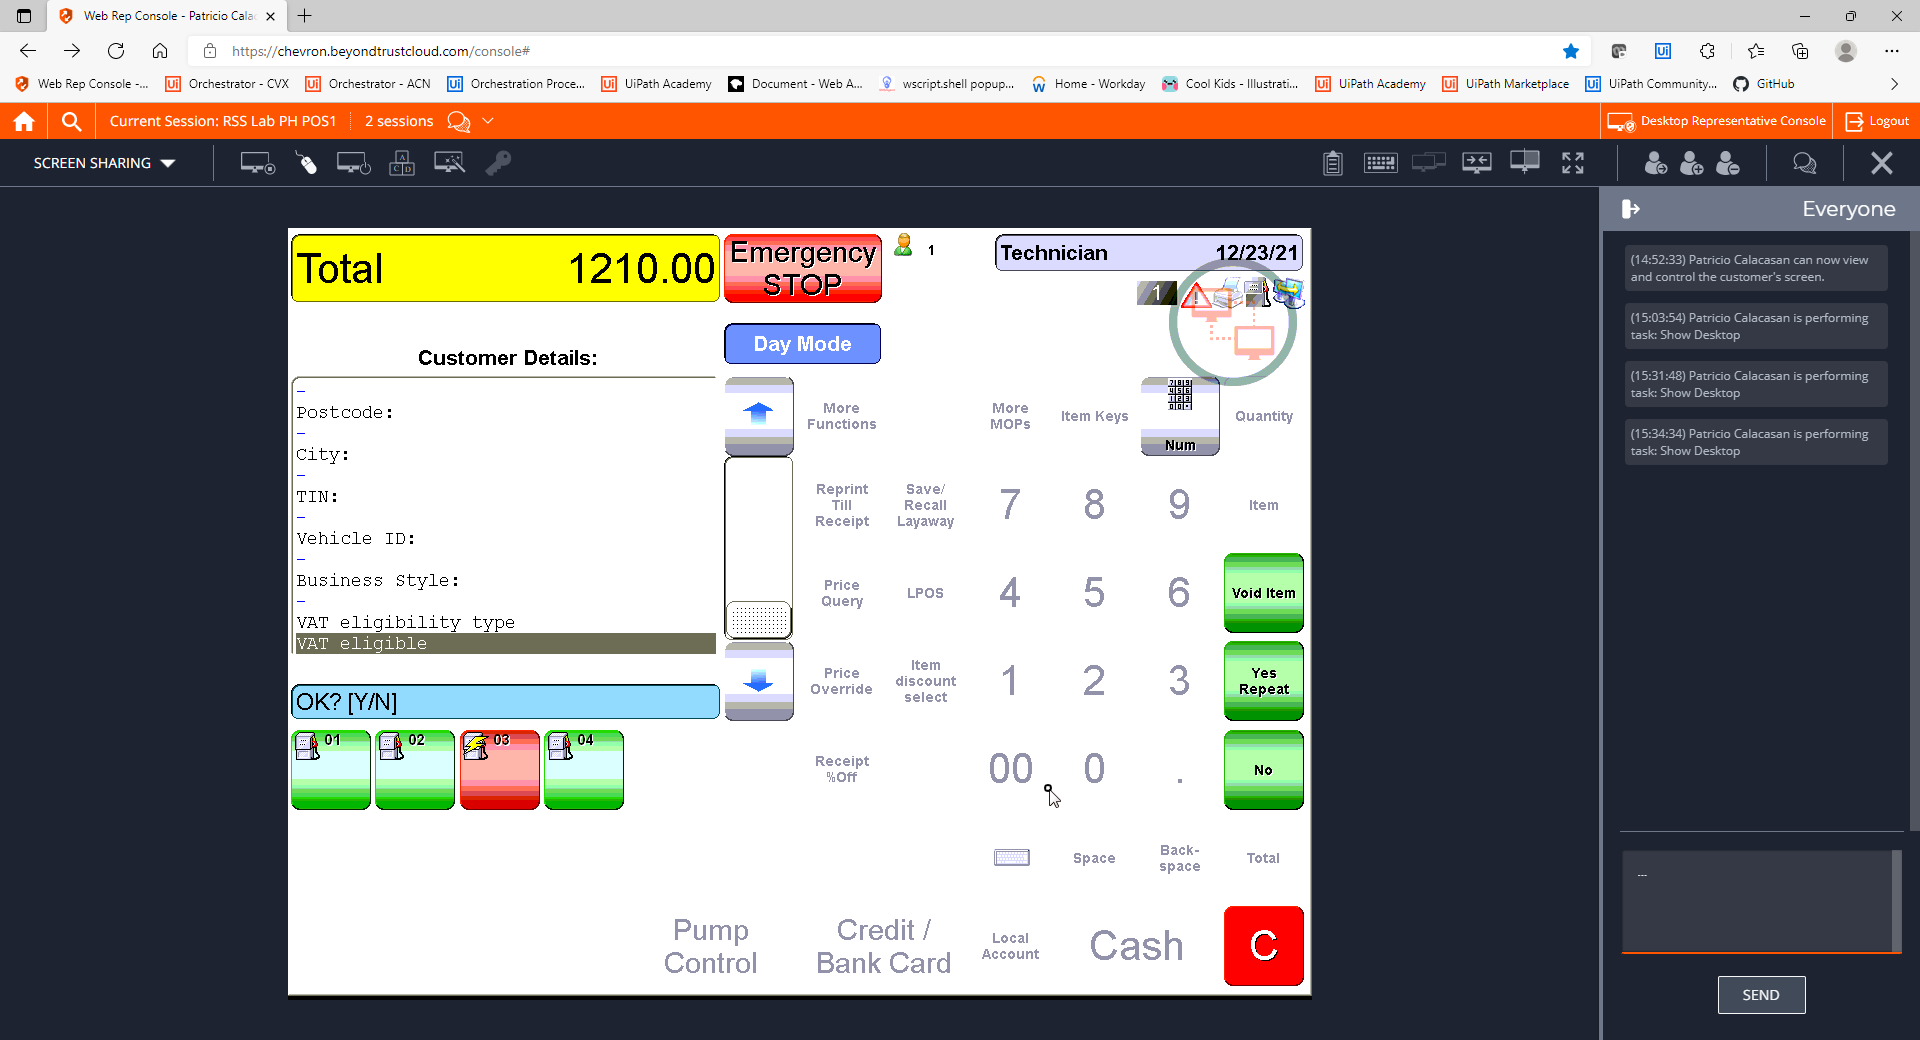 Web Rep Console - Patricio Cala
https://chevron.beyondtrustcloud.com/console#
Web Rep Console -... Orchestrator - CVX Orchestrator - ACN Orchestration Proce... UiPath Academy Document - Web A... wscript.shell popup... Home - Workday Cool Kids - Illustrati... UiPath Academy UiPath Marketplace UiPath Community... GitHub
Current Session: RSS Lab PH POS1 2 sessions Desktop Representative Console Logout
SCREEN SHARING
Everyone
(14:52:33) Patricio Calacasan can now view
and control the customer's screen.
(15:03:54) Patricio Calacasan is performing
task: Show Desktop
(15:31:48) Patricio Calacasan is performing
task: Show Desktop
(15:34:34) Patricio Calacasan is performing
task: Show Desktop
...
SEND
Total 1210.00
Emergency
STOP
1
Technician 12/23/21
1
Day Mode
Customer Details:
-
Postcode:
-
City:
-
TIN:
-
Vehicle ID:
-
Business Style:
-
VAT eligibility type
VAT eligible
OK? [Y/N]
01 02 03 04
More
Functions
More
MOPs
Item Keys
Num
Quantity
Reprint
Till
Receipt
Save/
Recall
Layaway
7 8 9
Item
Price
Query
LPOS
4 5 6
Void Item
Price
Override
Item
discount
select
1 2 3
Yes
Repeat
Receipt
%Off
00 0 .
No
Space
Back-
space
Total
Pump
Control
Credit /
Bank Card
Local
Account
Cash
C